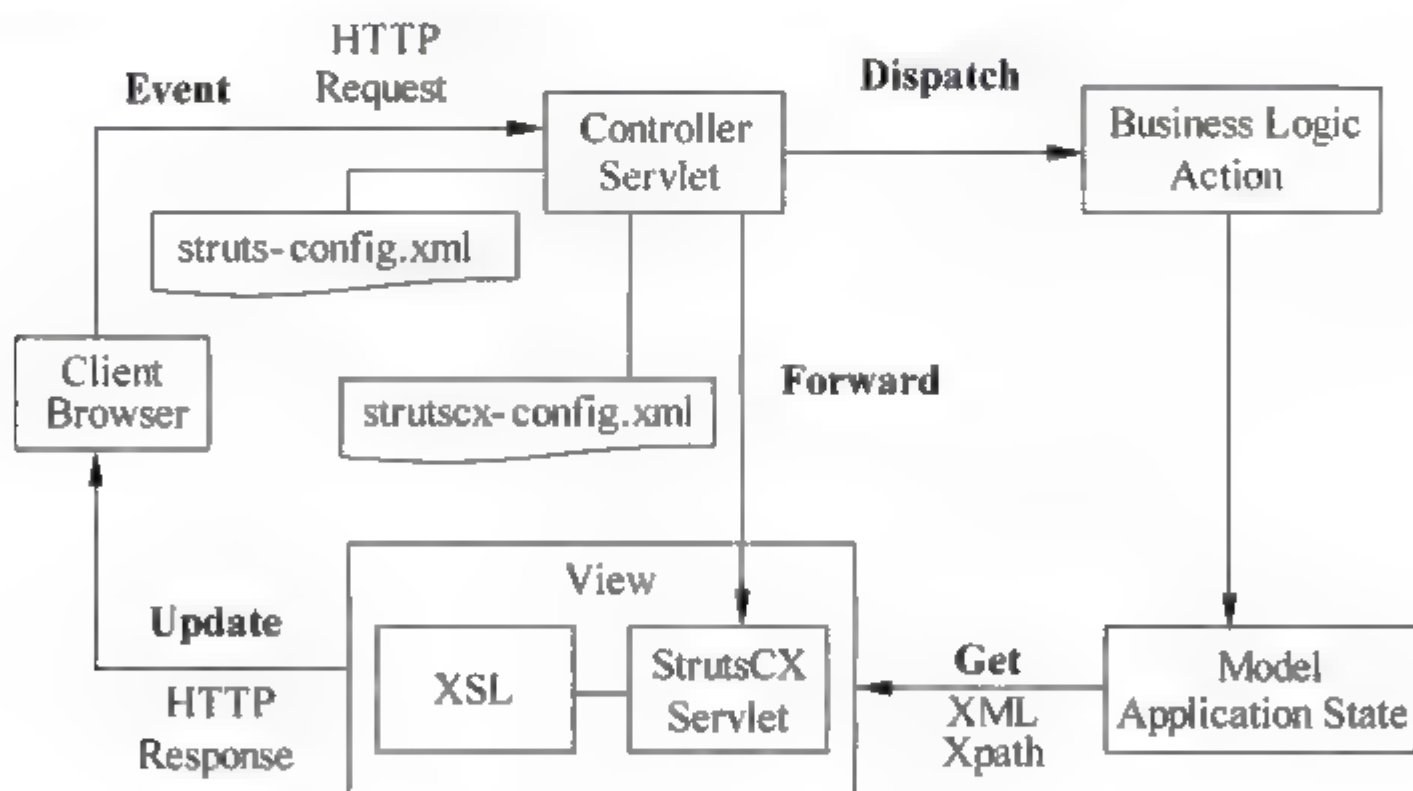 HTTP
Request
Event
Dispatch
Controller
Servlet
Business Logic
Action
struts-config.xml
Client
Browser
Forward
strutscx-config.xml
View
Update
HTTP
Response
XSL
StrutsCX
Servlet
Get
XML
Xpath
Model
Application State